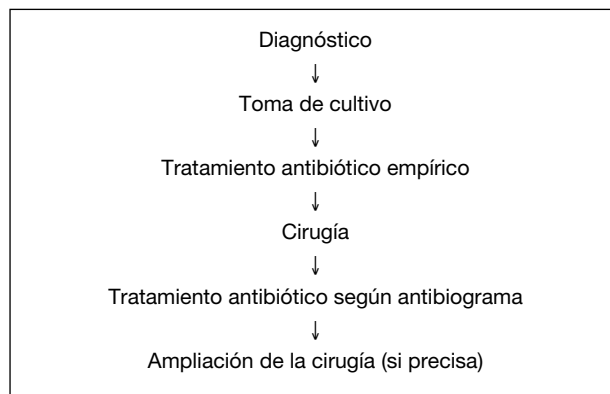 Diagnóstico
↓
Toma de cultivo
↓
Tratamiento antibiótico empírico
↓
Cirugía
↓
Tratamiento antibiótico según antibiograma
↓
Ampliación de la cirugía (si precisa)